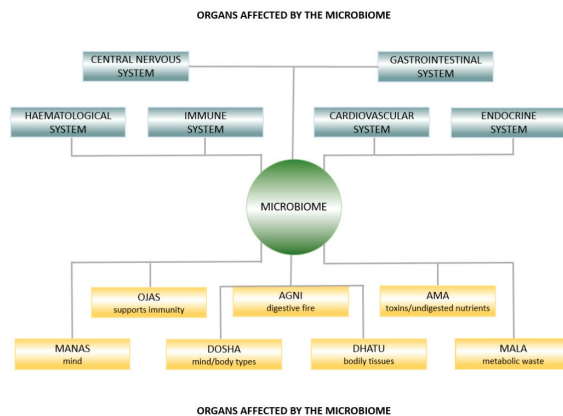 ORGANS AFFECTED BY THE MICROBIOME
CENTRAL NERVOUS
SYSTEM
GASTROINTESTINAL
SYSTEM
HAEMATOLOGICAL
SYSTEM
IMMUNE
SYSTEM
CARDIOVASCULAR
SYSTEM
ENDOCRINE
SYSTEM
MICROBIOME
OJAS
supports immunity
AGNI
digestive fire
AMA
toxins/undigested nutrients
MANAS
mind
DOSHA
mind/body types
DHATU
bodily tissues
MALA
metabolic waste
ORGANS AFFECTED BY THE MICROBIOME